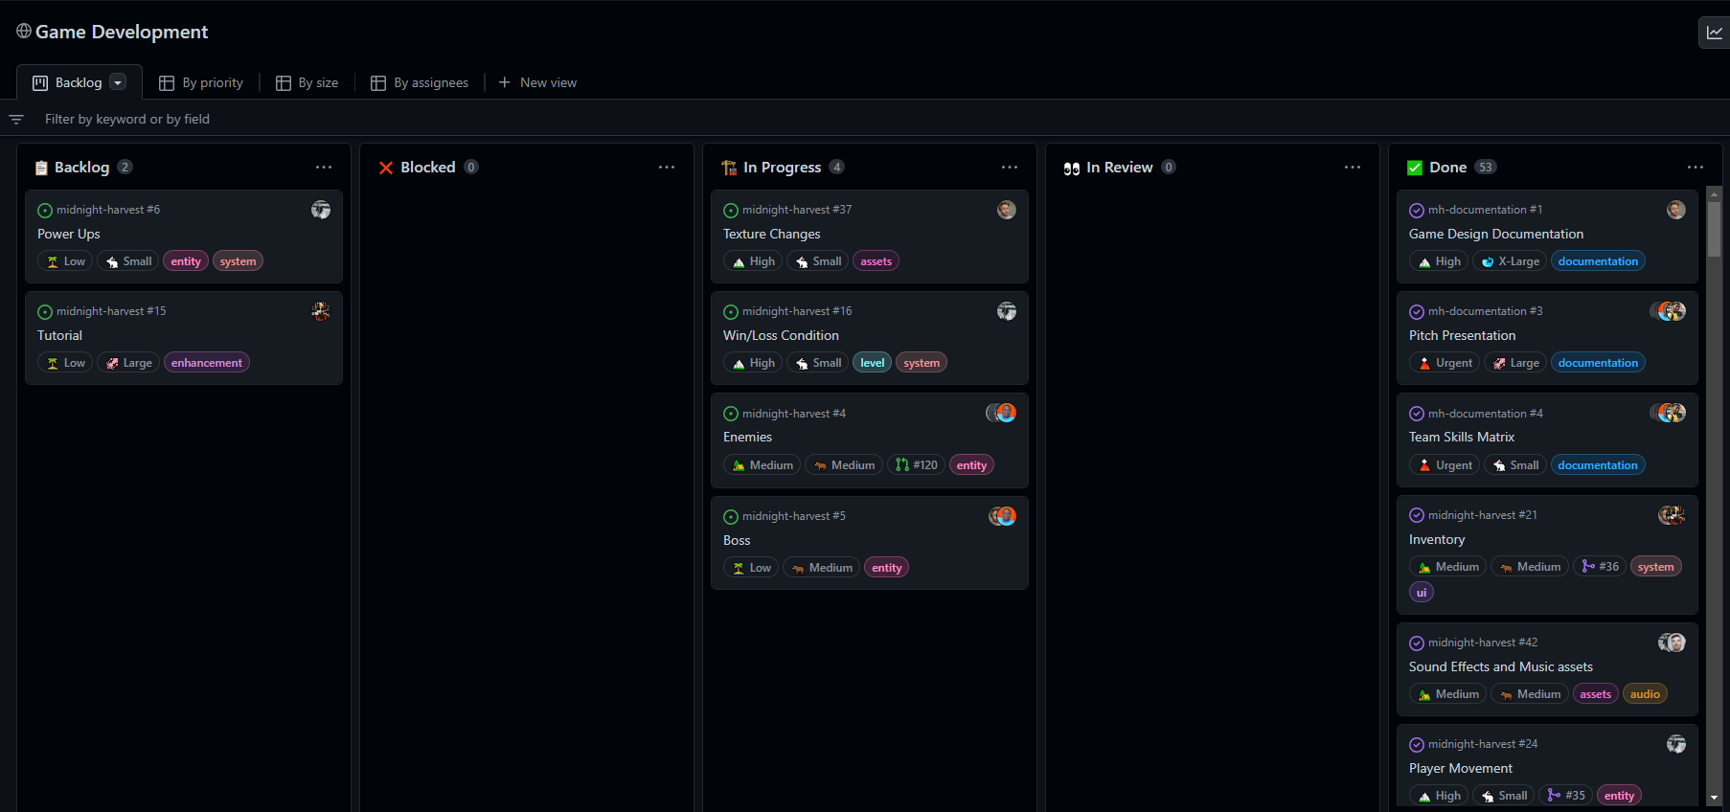 Game Development
Backlog
By priority
By size
By assignees
New view
Filter by keyword or by field
Backlog 2
midnight-harvest #6
Power Ups
Low Small entity system
midnight-harvest #15
Tutorial
Low Large enhancement
Blocked 0
In Progress 4
midnight-harvest #37
Texture Changes
High Small assets
midnight-harvest #16
Win/Loss Condition
High Small level system
midnight-harvest #4
Enemies
Medium Medium #120 entity
midnight-harvest #5
Boss
Low Medium entity
In Review 0
Done 53
mh-documentation #1
Game Design Documentation
High X-Large documentation
mh-documentation #3
Pitch Presentation
Urgent Large documentation
mh-documentation #4
Team Skills Matrix
Urgent Small documentation
midnight-harvest #21
Inventory
Medium Medium #36 system
ui
midnight-harvest #42
Sound Effects and Music assets
Medium Medium assets audio
midnight-harvest #24
Player Movement
High Small #35 entity